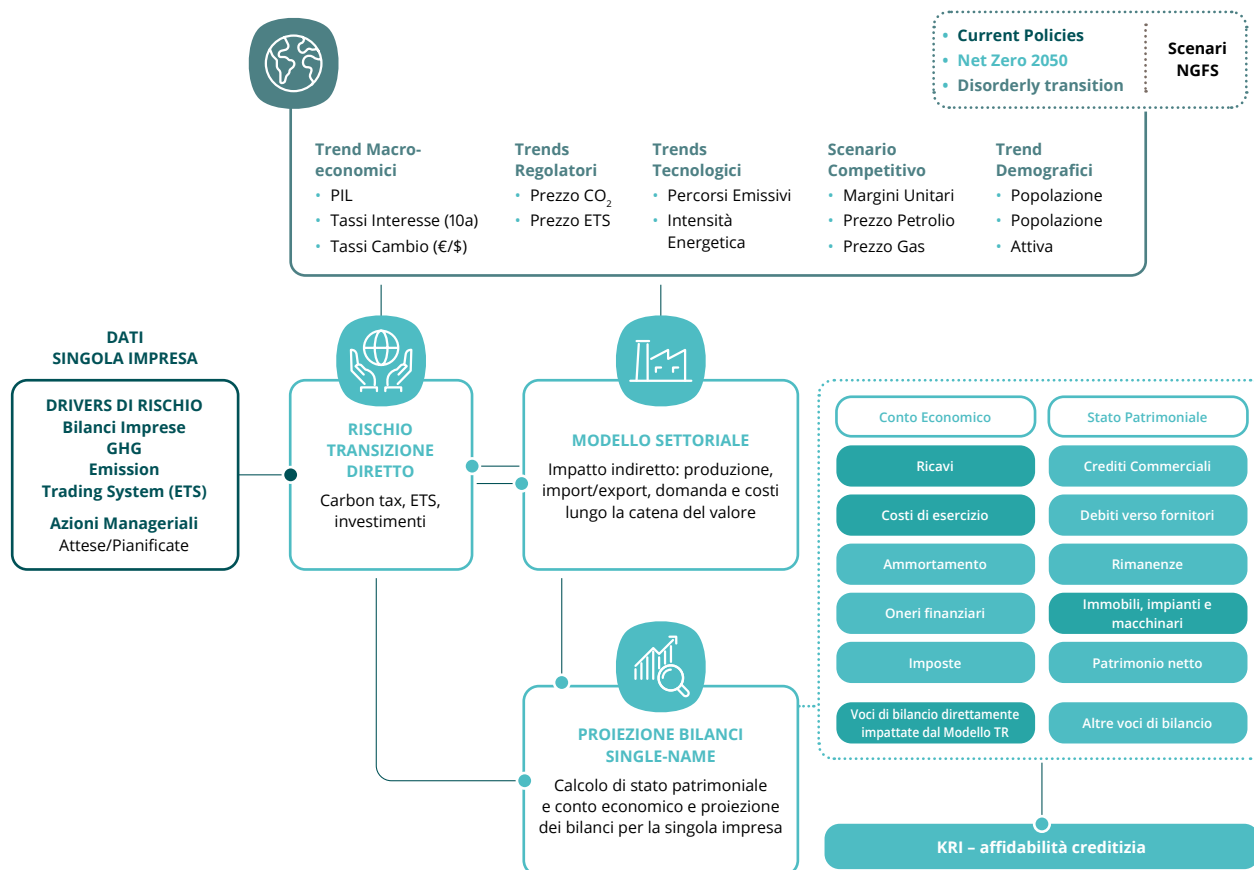 • Current Policies
• Net Zero 2050
• Disorderly transition
Scenari
NGFS
Trend Macro-
economici
• PIL
• Tassi Interesse (10a)
• Tassi Cambio (€/$)
Trends
Regolatori
• Prezzo CO2
• Prezzo ETS
Trends
Tecnologici
• Percorsi Emissivi
• Intensità
Energetica
Scenario
Competitivo
• Margini Unitari
• Prezzo Petrolio
• Prezzo Gas
Trend
Demografici
• Popolazione
• Popolazione
• Attiva
DATI
SINGOLA IMPRESA
DRIVERS DI RISCHIO
Bilanci Imprese
GHG
Emission
Trading System (ETS)
Azioni Manageriali
Attese/Pianificate
RISCHIO
TRANSIZIONE
DIRETTO
Carbon tax, ETS,
investimenti
MODELLO SETTORIALE
Impatto indiretto: produzione,
import/export, domanda e costi
lungo la catena del valore
PROIEZIONE BILANCI
SINGLE-NAME
Calcolo di stato patrimoniale
e conto economico e proiezione
dei bilanci per la singola impresa
Conto Economico
Ricavi
Costi di esercizio
Ammortamento
Oneri finanziari
Imposte
Voci di bilancio direttamente
impattate dal Modello TR
Stato Patrimoniale
Crediti Commerciali
Debiti verso fornitori
Rimanenze
Immobili, impianti e
macchinari
Patrimonio netto
Altre voci di bilancio
KRI – affidabilità creditizia